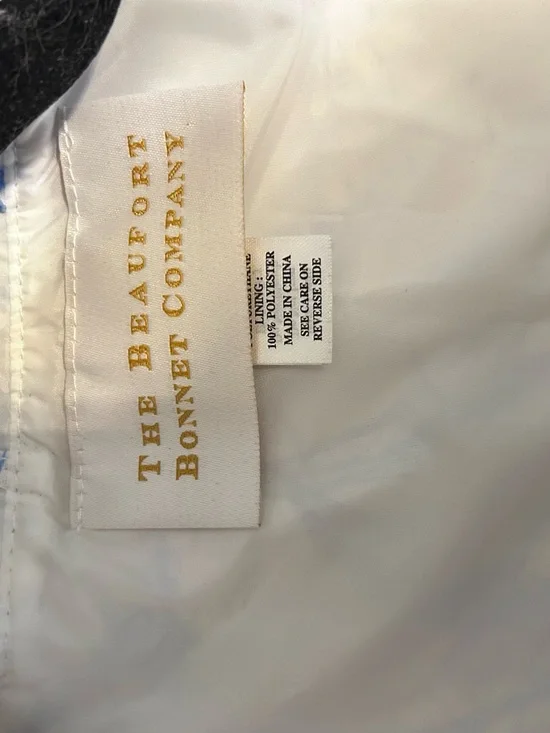 THE BEAUFORT
BONNET COMPANY
LINING :
100% POLYESTER
MADE IN CHINA
SEE CARE ON
REVERSE SIDE